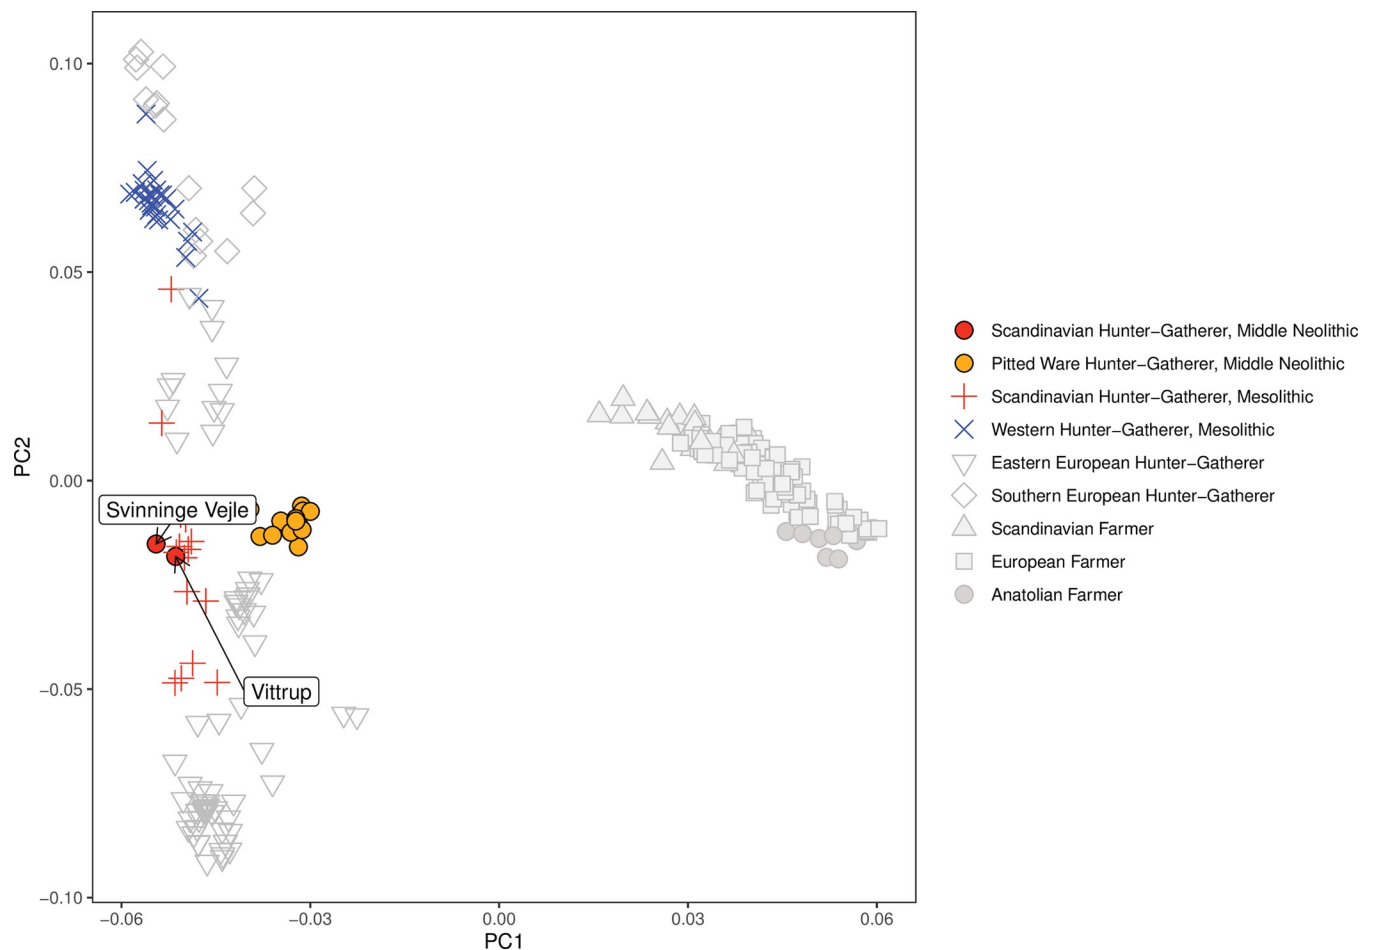 0.10
0.05
0.00
−0.05
−0.10
PC2
−0.06
−0.03
0.00
0.03
0.06
PC1
Svinninge Vejle
Vittrup
Scandinavian Hunter−Gatherer, Middle Neolithic
Pitted Ware Hunter−Gatherer, Middle Neolithic
Scandinavian Hunter−Gatherer, Mesolithic
Western Hunter−Gatherer, Mesolithic
Eastern European Hunter−Gatherer
Southern European Hunter−Gatherer
Scandinavian Farmer
European Farmer
Anatolian Farmer